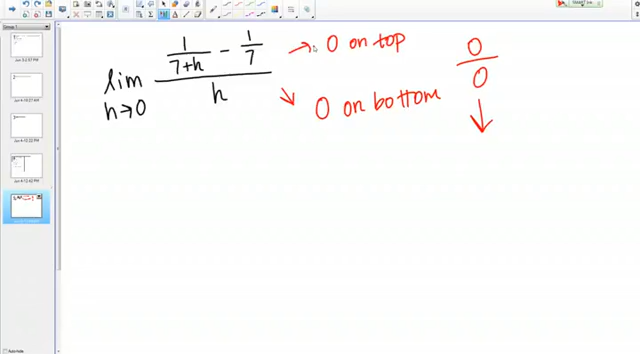 lim h→0 (1/(7+h) - 1/7)/h
→ 0 on top
↘ 0 on bottom
0/0
↓